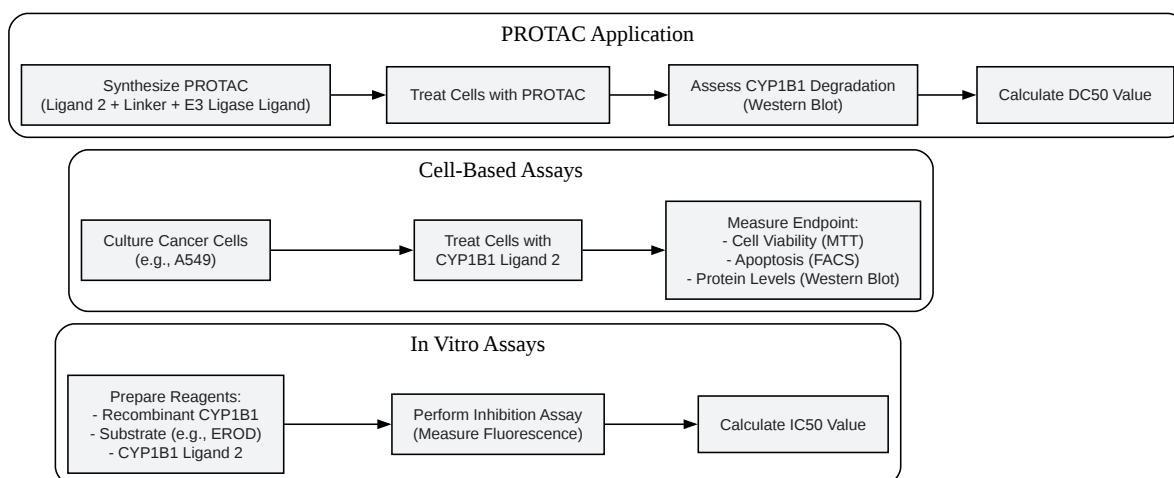 PROTAC Application
Synthesize PROTAC
(Ligand 2 + Linker + E3 Ligase Ligand)
Treat Cells with PROTAC
Assess CYP1B1 Degradation
(Western Blot)
Calculate DC50 Value
Cell-Based Assays
Culture Cancer Cells
(e.g., A549)
Treat Cells with
CYP1B1 Ligand 2
Measure Endpoint:
- Cell Viability (MTT)
- Apoptosis (FACS)
- Protein Levels (Western Blot)
In Vitro Assays
Prepare Reagents:
- Recombinant CYP1B1
- Substrate (e.g., EROD)
- CYP1B1 Ligand 2
Perform Inhibition Assay
(Measure Fluorescence)
Calculate IC50 Value